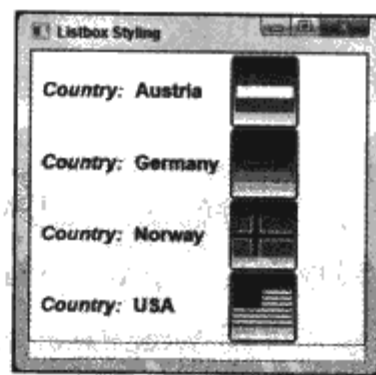 Listbox Styling
Country: Austria
Country: Germany
Country: Norway
Country: USA